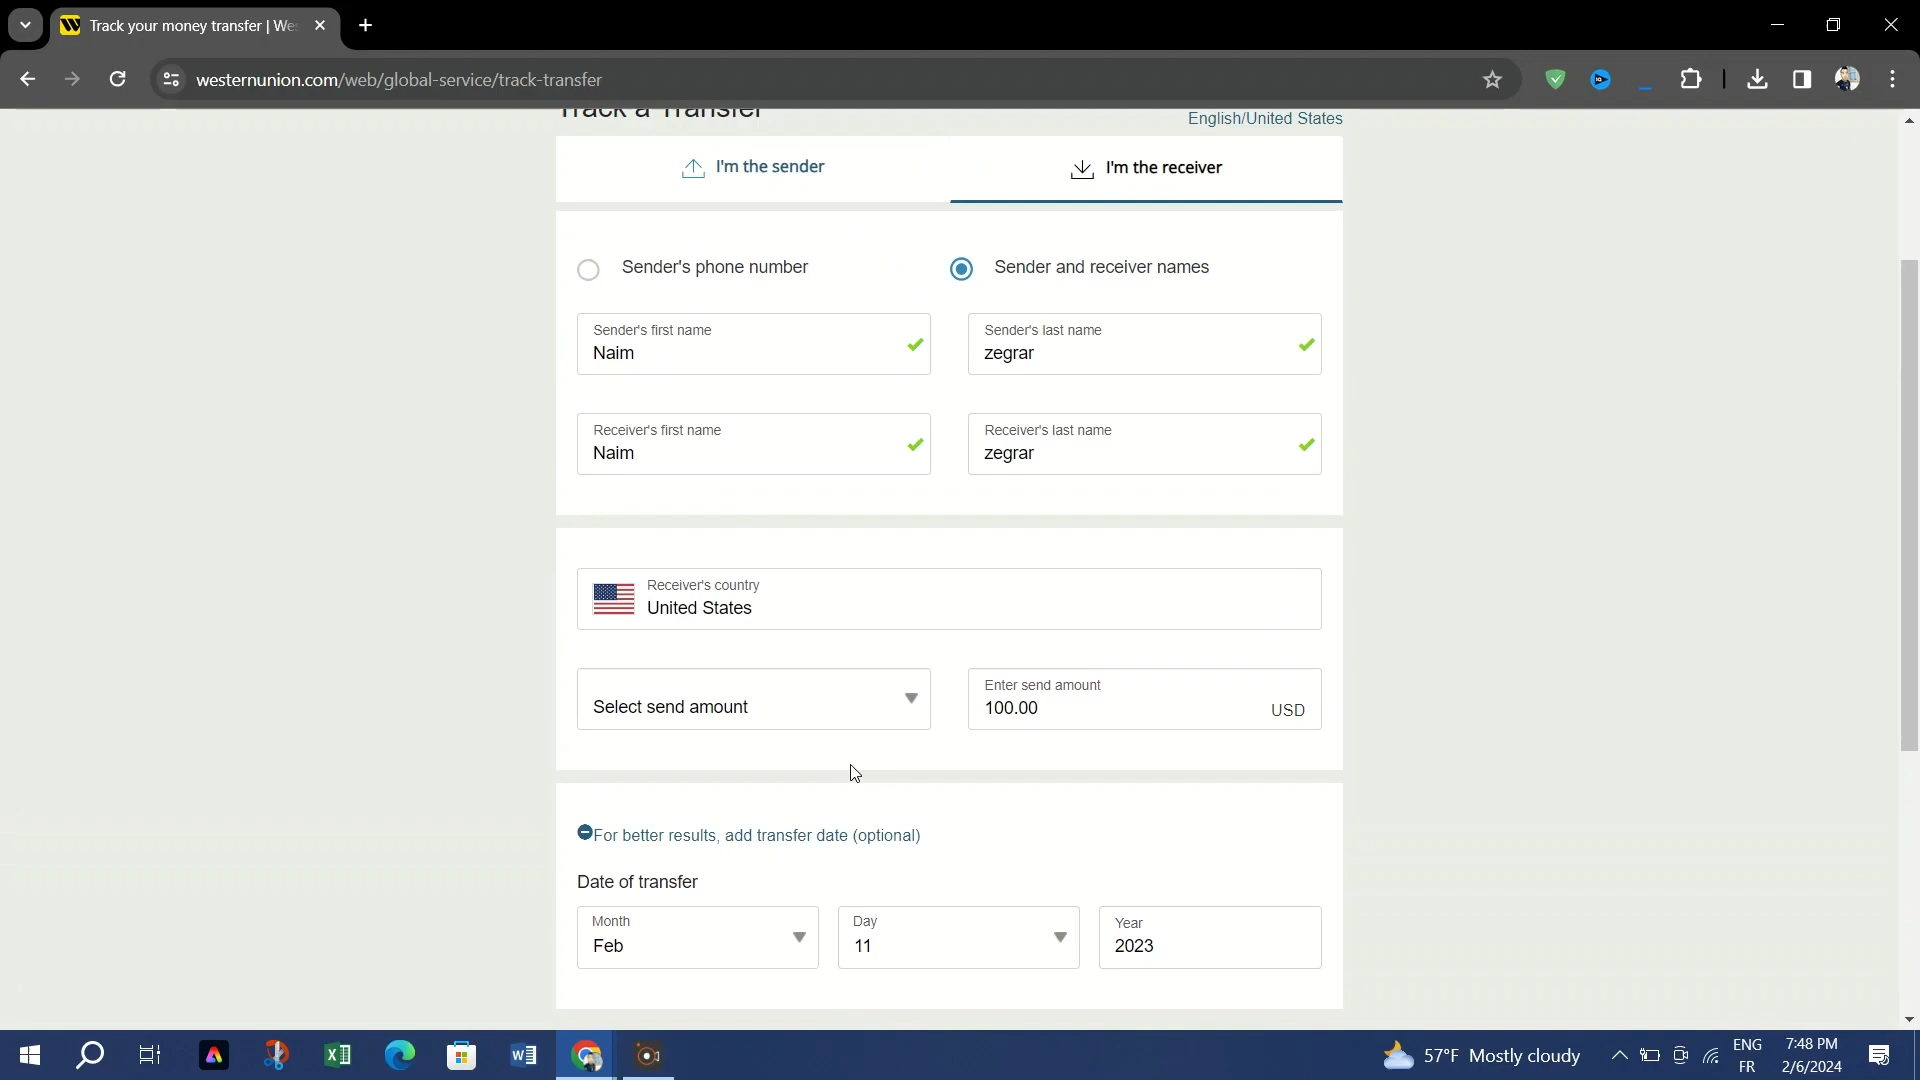 Track your money transfer | Wes
westernunion.com/web/global-service/track-transfer
Track a Transfer
English/United States
I'm the sender
I'm the receiver
Sender's phone number
Sender and receiver names
Sender's first name
Naim
Sender's last name
zegrar
Receiver's first name
Naim
Receiver's last name
zegrar
Receiver's country
United States
Select send amount
Enter send amount
100.00
USD
For better results, add transfer date (optional)
Date of transfer
Month
Feb
Day
11
Year
2023
57°F Mostly cloudy
ENG
FR
7:48 PM
2/6/2024